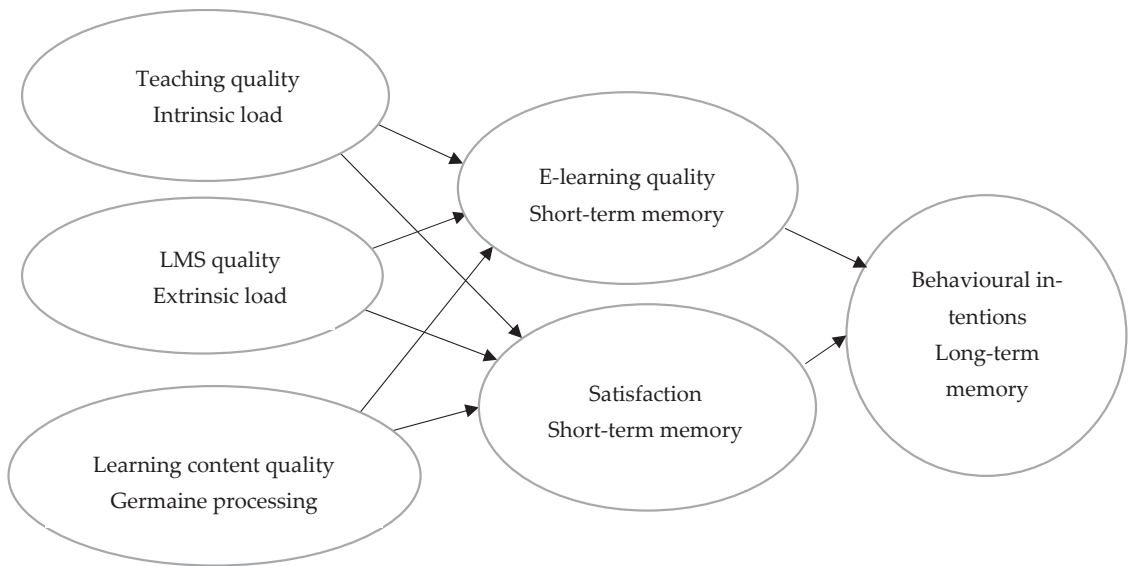 Teaching quality
Intrinsic load
LMS quality
Extrinsic load
Learning content quality
Germaine processing
E-learning quality
Short-term memory
Satisfaction
Short-term memory
Behavioural in-
tentions
Long-term
memory